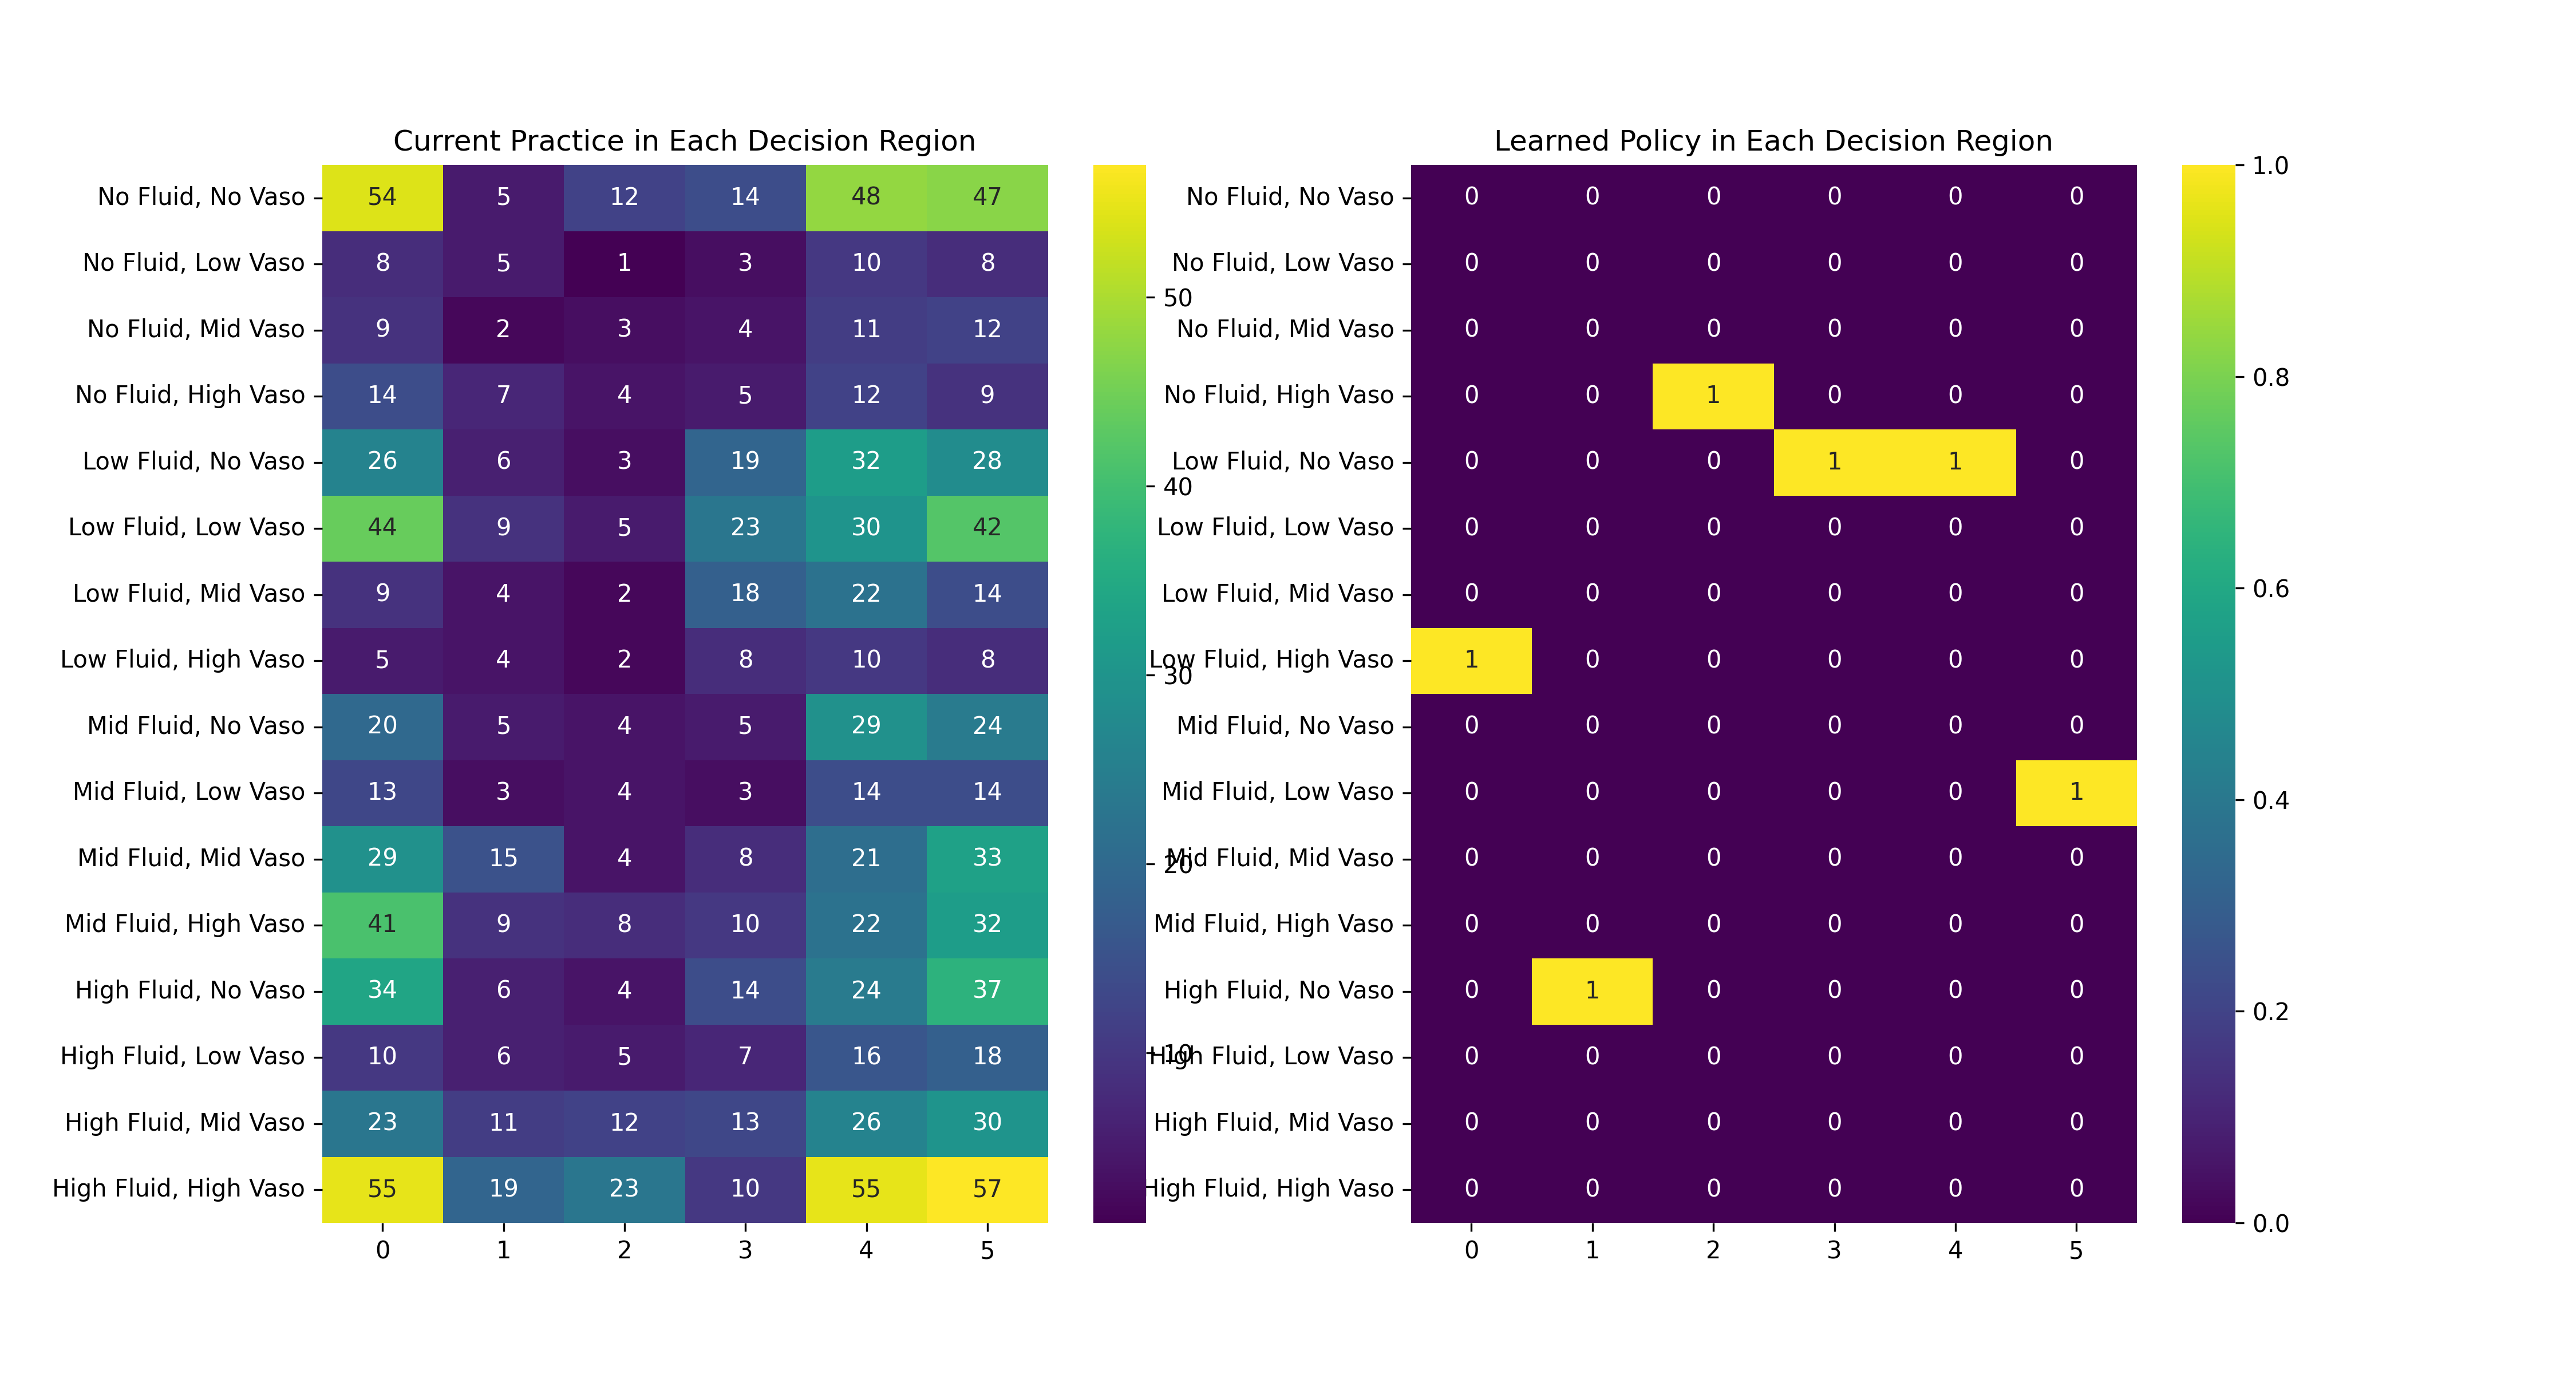 Current Practice in Each Decision Region
No Fluid, No Vaso 54 5 12 14 48 47
No Fluid, Low Vaso 8 5 1 3 10 8
No Fluid, Mid Vaso 9 2 3 4 11 12
No Fluid, High Vaso 14 7 4 5 12 9
Low Fluid, No Vaso 26 6 3 19 32 28
Low Fluid, Low Vaso 44 9 5 23 30 42
Low Fluid, Mid Vaso 9 4 2 18 22 14
Low Fluid, High Vaso 5 4 2 8 10 8
Mid Fluid, No Vaso 20 5 4 5 29 24
Mid Fluid, Low Vaso 13 3 4 3 14 14
Mid Fluid, Mid Vaso 29 15 4 8 21 33
Mid Fluid, High Vaso 41 9 8 10 22 32
High Fluid, No Vaso 34 6 4 14 24 37
High Fluid, Low Vaso 10 6 5 7 16 18
High Fluid, Mid Vaso 23 11 12 13 26 30
High Fluid, High Vaso 55 19 23 10 55 57
0 1 2 3 4 5
50
40
30
20
10
Learned Policy in Each Decision Region
No Fluid, No Vaso 0 0 0 0 0 0
No Fluid, Low Vaso 0 0 0 0 0 0
No Fluid, Mid Vaso 0 0 0 0 0 0
No Fluid, High Vaso 0 0 1 0 0 0
Low Fluid, No Vaso 0 0 0 1 1 0
Low Fluid, Low Vaso 0 0 0 0 0 0
Low Fluid, Mid Vaso 0 0 0 0 0 0
Low Fluid, High Vaso 1 0 0 0 0 0
Mid Fluid, No Vaso 0 0 0 0 0 0
Mid Fluid, Low Vaso 0 0 0 0 0 1
Mid Fluid, Mid Vaso 0 0 0 0 0 0
Mid Fluid, High Vaso 0 0 0 0 0 0
High Fluid, No Vaso 0 1 0 0 0 0
High Fluid, Low Vaso 0 0 0 0 0 0
High Fluid, Mid Vaso 0 0 0 0 0 0
High Fluid, High Vaso 0 0 0 0 0 0
0 1 2 3 4 5
1.0
0.8
0.6
0.4
0.2
0.0